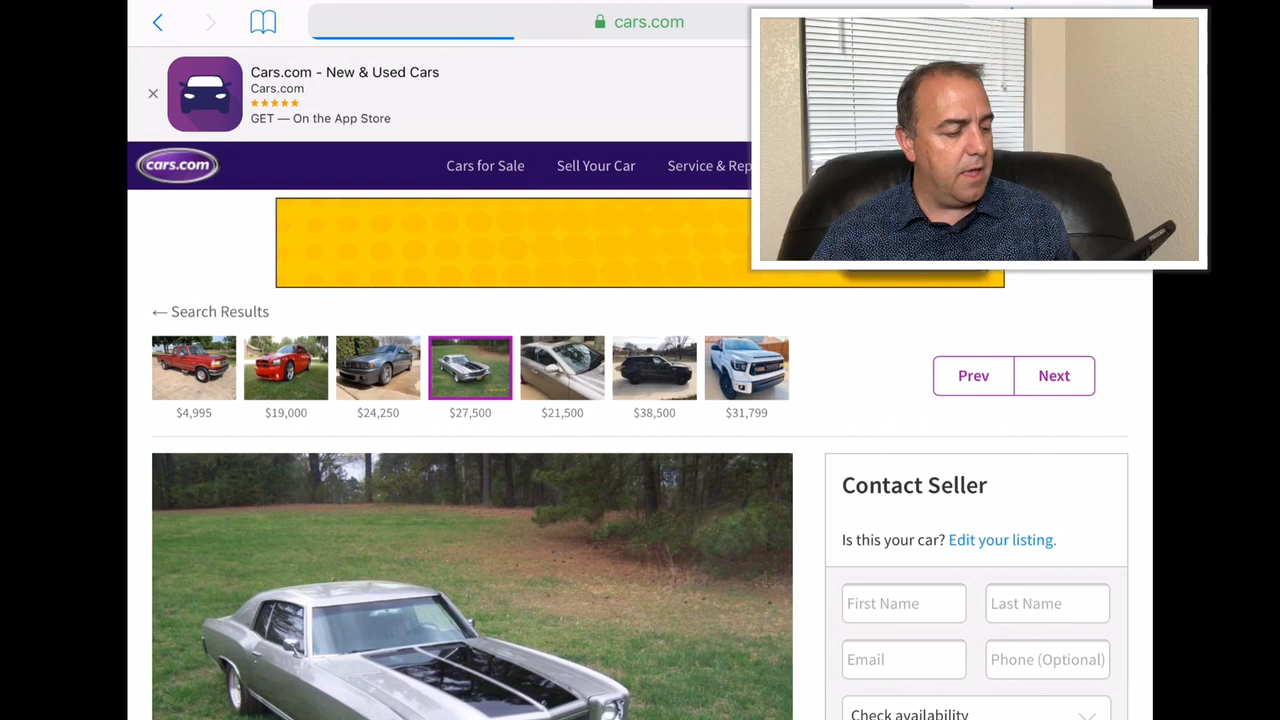 cars.com
Cars.com - New & Used Cars
Cars.com
GET — On the App Store
cars.com
Cars for Sale
Sell Your Car
Service &
← Search Results
$4,995
$19,000
$24,250
$27,500
$21,500
$38,500
$31,799
Prev
Next
Contact Seller
Is this your car? Edit your listing.
First Name
Last Name
Email
Phone (Optional)
Check availability